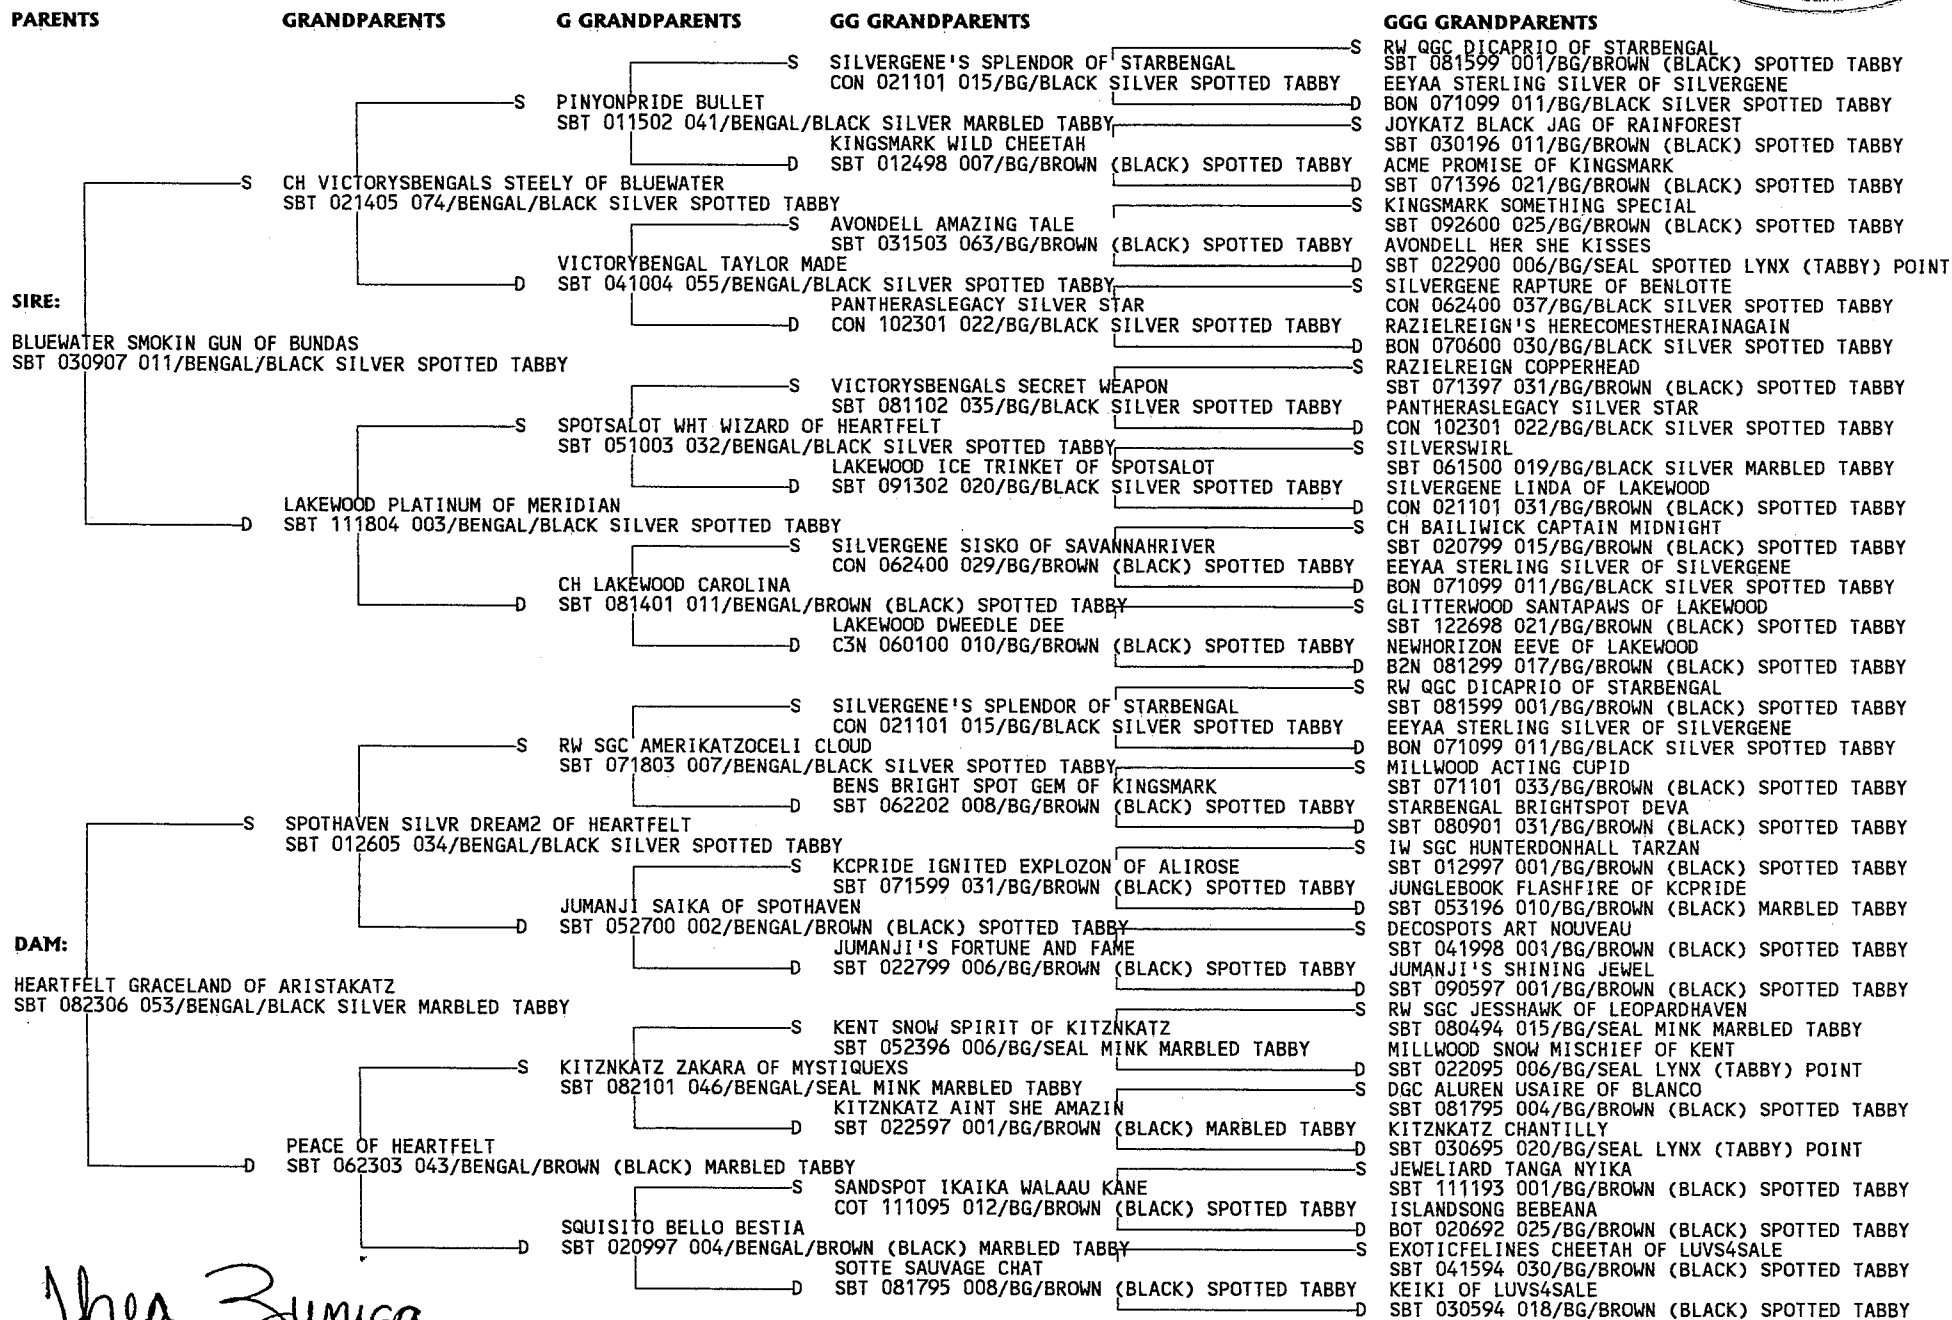 PARENTS GRANDPARENTS G GRANDPARENTS GG GRANDPARENTS GGG GRANDPARENTS
S RW QGC DICAPRIO OF STARBENGAL
S SILVERGENE'S SPLENDOR OF STARBENGAL SBT 081599 001/BG/BROWN (BLACK) SPOTTED TABBY
CON 021101 015/BG/BLACK SILVER SPOTTED TABBY EEYAA STERLING SILVER OF SILVERGENE
S PINYONPRIDE BULLET D BON 071099 011/BG/BLACK SILVER SPOTTED TABBY
SBT 011502 041/BENGAL/BLACK SILVER MARBLED TABBY S JOYKATZ BLACK JAG OF RAINFOREST
KINGSMARK WILD CHEETAH SBT 030196 011/BG/BROWN (BLACK) SPOTTED TABBY
D SBT 012498 007/BG/BROWN (BLACK) SPOTTED TABBY ACME PROMISE OF KINGSMARK
S CH VICTORYSBENGALS STEELY OF BLUEWATER D SBT 071396 021/BG/BROWN (BLACK) SPOTTED TABBY
SBT 021405 074/BENGAL/BLACK SILVER SPOTTED TABBY S KINGSMARK SOMETHING SPECIAL
S AVONDELL AMAZING TALE SBT 092600 025/BG/BROWN (BLACK) SPOTTED TABBY
SBT 031503 063/BG/BROWN (BLACK) SPOTTED TABBY AVONDELL HER SHE KISSES
VICTORYBENGAL TAYLOR MADE D SBT 022900 006/BG/SEAL SPOTTED LYNX (TABBY) POINT
D SBT 041004 055/BENGAL/BLACK SILVER SPOTTED TABBY S SILVERGENE RAPTURE OF BENLOTTE
SIRE: PANTHERASLEGACY SILVER STAR CON 062400 037/BG/BLACK SILVER SPOTTED TABBY
D CON 102301 022/BG/BLACK SILVER SPOTTED TABBY RAZIELREIGN'S HERECOMESTHERAINAGAIN
BLUEWATER SMOKIN GUN OF BUNDAS D BON 070600 030/BG/BLACK SILVER SPOTTED TABBY
SBT 030907 011/BENGAL/BLACK SILVER SPOTTED TABBY S RAZIELREIGN COPPERHEAD
S VICTORYSBENGALS SECRET WEAPON SBT 071397 031/BG/BROWN (BLACK) SPOTTED TABBY
SBT 081102 035/BG/BLACK SILVER SPOTTED TABBY PANTHERASLEGACY SILVER STAR
S SPOTSALOT WHT WIZARD OF HEARTFELT D CON 102301 022/BG/BLACK SILVER SPOTTED TABBY
SBT 051003 032/BENGAL/BLACK SILVER SPOTTED TABBY S SILVERSWIRL
LAKEWOOD ICE TRINKET OF SPOTSALOT SBT 061500 019/BG/BLACK SILVER MARBLED TABBY
D SBT 091302 020/BG/BLACK SILVER SPOTTED TABBY SILVERGENE LINDA OF LAKEWOOD
LAKEWOOD PLATINUM OF MERIDIAN D CON 021101 031/BG/BROWN (BLACK) SPOTTED TABBY
D SBT 111804 003/BENGAL/BLACK SILVER SPOTTED TABBY S CH BAILIWICK CAPTAIN MIDNIGHT
S SILVERGENE SISKO OF SAVANNAHRIVER SBT 020799 015/BG/BROWN (BLACK) SPOTTED TABBY
CON 062400 029/BG/BROWN (BLACK) SPOTTED TABBY EEYAA STERLING SILVER OF SILVERGENE
CH LAKEWOOD CAROLINA D BON 071099 011/BG/BLACK SILVER SPOTTED TABBY
D SBT 081401 011/BENGAL/BROWN (BLACK) SPOTTED TABBY S GLITTERWOOD SANTAPAWS OF LAKEWOOD
LAKEWOOD DWEEDLE DEE SBT 122698 021/BG/BROWN (BLACK) SPOTTED TABBY
D C3N 060100 010/BG/BROWN (BLACK) SPOTTED TABBY NEWHORIZON EEVE OF LAKEWOOD
D B2N 081299 017/BG/BROWN (BLACK) SPOTTED TABBY
S RW QGC DICAPRIO OF STARBENGAL
S SILVERGENE'S SPLENDOR OF STARBENGAL SBT 081599 001/BG/BROWN (BLACK) SPOTTED TABBY
CON 021101 015/BG/BLACK SILVER SPOTTED TABBY EEYAA STERLING SILVER OF SILVERGENE
S RW SGC AMERIKATZOCELI CLOUD D BON 071099 011/BG/BLACK SILVER SPOTTED TABBY
SBT 071803 007/BENGAL/BLACK SILVER SPOTTED TABBY S MILLWOOD ACTING CUPID
BENS BRIGHT SPOT GEM OF KINGSMARK SBT 071101 033/BG/BROWN (BLACK) SPOTTED TABBY
D SBT 062202 008/BG/BROWN (BLACK) SPOTTED TABBY STARBENGAL BRIGHTSPOT DEVA
S SPOTHAVEN SILVR DREAM2 OF HEARTFELT D SBT 080901 031/BG/BROWN (BLACK) SPOTTED TABBY
SBT 012605 034/BENGAL/BLACK SILVER SPOTTED TABBY S IW SGC HUNTERDONHALL TARZAN
S KCPRIDE IGNITED EXPLOZON OF ALIROSE SBT 012997 001/BG/BROWN (BLACK) SPOTTED TABBY
SBT 071599 031/BG/BROWN (BLACK) SPOTTED TABBY JUNGLEBOOK FLASHFIRE OF KCPRIDE
JUMANJI SAIKA OF SPOTHAVEN D SBT 053196 010/BG/BROWN (BLACK) MARBLED TABBY
D SBT 052700 002/BENGAL/BROWN (BLACK) SPOTTED TABBY S DECOSPOTS ART NOUVEAU
DAM: JUMANJI'S FORTUNE AND FAME SBT 041998 001/BG/BROWN (BLACK) SPOTTED TABBY
D SBT 022799 006/BG/BROWN (BLACK) SPOTTED TABBY JUMANJI'S SHINING JEWEL
HEARTFELT GRACELAND OF ARISTAKATZ D SBT 090597 001/BG/BROWN (BLACK) SPOTTED TABBY
SBT 082306 053/BENGAL/BLACK SILVER MARBLED TABBY S RW SGC JESSHAWK OF LEOPARDHAVEN
S KENT SNOW SPIRIT OF KITZNKATZ SBT 080494 015/BG/SEAL MINK MARBLED TABBY
SBT 052396 006/BG/SEAL MINK MARBLED TABBY MILLWOOD SNOW MISCHIEF OF KENT
S KITZNKATZ ZAKARA OF MYSTIQUEXS D SBT 022095 006/BG/SEAL LYNX (TABBY) POINT
SBT 082101 046/BENGAL/SEAL MINK MARBLED TABBY S DGC ALUREN USAIRE OF BLANCO
KITZNKATZ AINT SHE AMAZIN SBT 081795 004/BG/BROWN (BLACK) SPOTTED TABBY
D SBT 022597 001/BG/BROWN (BLACK) MARBLED TABBY KITZNKATZ CHANTILLY
PEACE OF HEARTFELT D SBT 030695 020/BG/SEAL LYNX (TABBY) POINT
D SBT 062303 043/BENGAL/BROWN (BLACK) MARBLED TABBY S JEWELIARD TANGA NYIKA
S SANDSPOT IKAIKA WALAAU KANE SBT 111193 001/BG/BROWN (BLACK) SPOTTED TABBY
COT 111095 012/BG/BROWN (BLACK) SPOTTED TABBY ISLANDSONG BEBEANA
SQUISITO BELLO BESTIA D BOT 020692 025/BG/BROWN (BLACK) SPOTTED TABBY
D SBT 020997 004/BENGAL/BROWN (BLACK) MARBLED TABBY S EXOTICFELINES CHEETAH OF LUVS4SALE
SOTTE SAUVAGE CHAT SBT 041594 030/BG/BROWN (BLACK) SPOTTED TABBY
D SBT 081795 008/BG/BROWN (BLACK) SPOTTED TABBY KEIKI OF LUVS4SALE
D SBT 030594 018/BG/BROWN (BLACK) SPOTTED TABBY